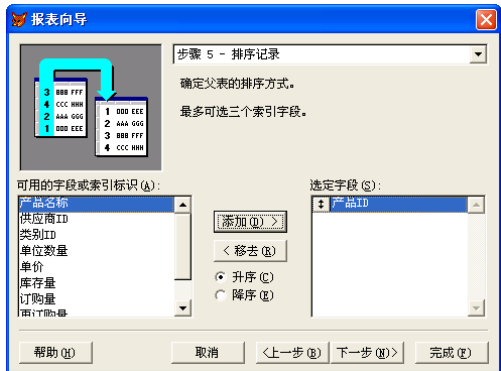 报表向导
步骤 5 - 排序记录
确定父表的排序方式。
最多可选三个索引字段。
3 BBB FFF
4 CCC HHH
2 AAA GGG
1 DDD EEE
1 DDD EEE
2 AAA GGG
3 BBB FFF
4 CCC HHH
可用的字段或索引标识(A):
产品名称
供应商ID
类别ID
单位数量
单价
库存量
订购量
再订购量
添加(D) >
< 移去(R)
升序(C)
降序(E)
选定字段(S):
产品ID
帮助(H)
取消
<上一步(B)
下一步(N)>
完成(F)